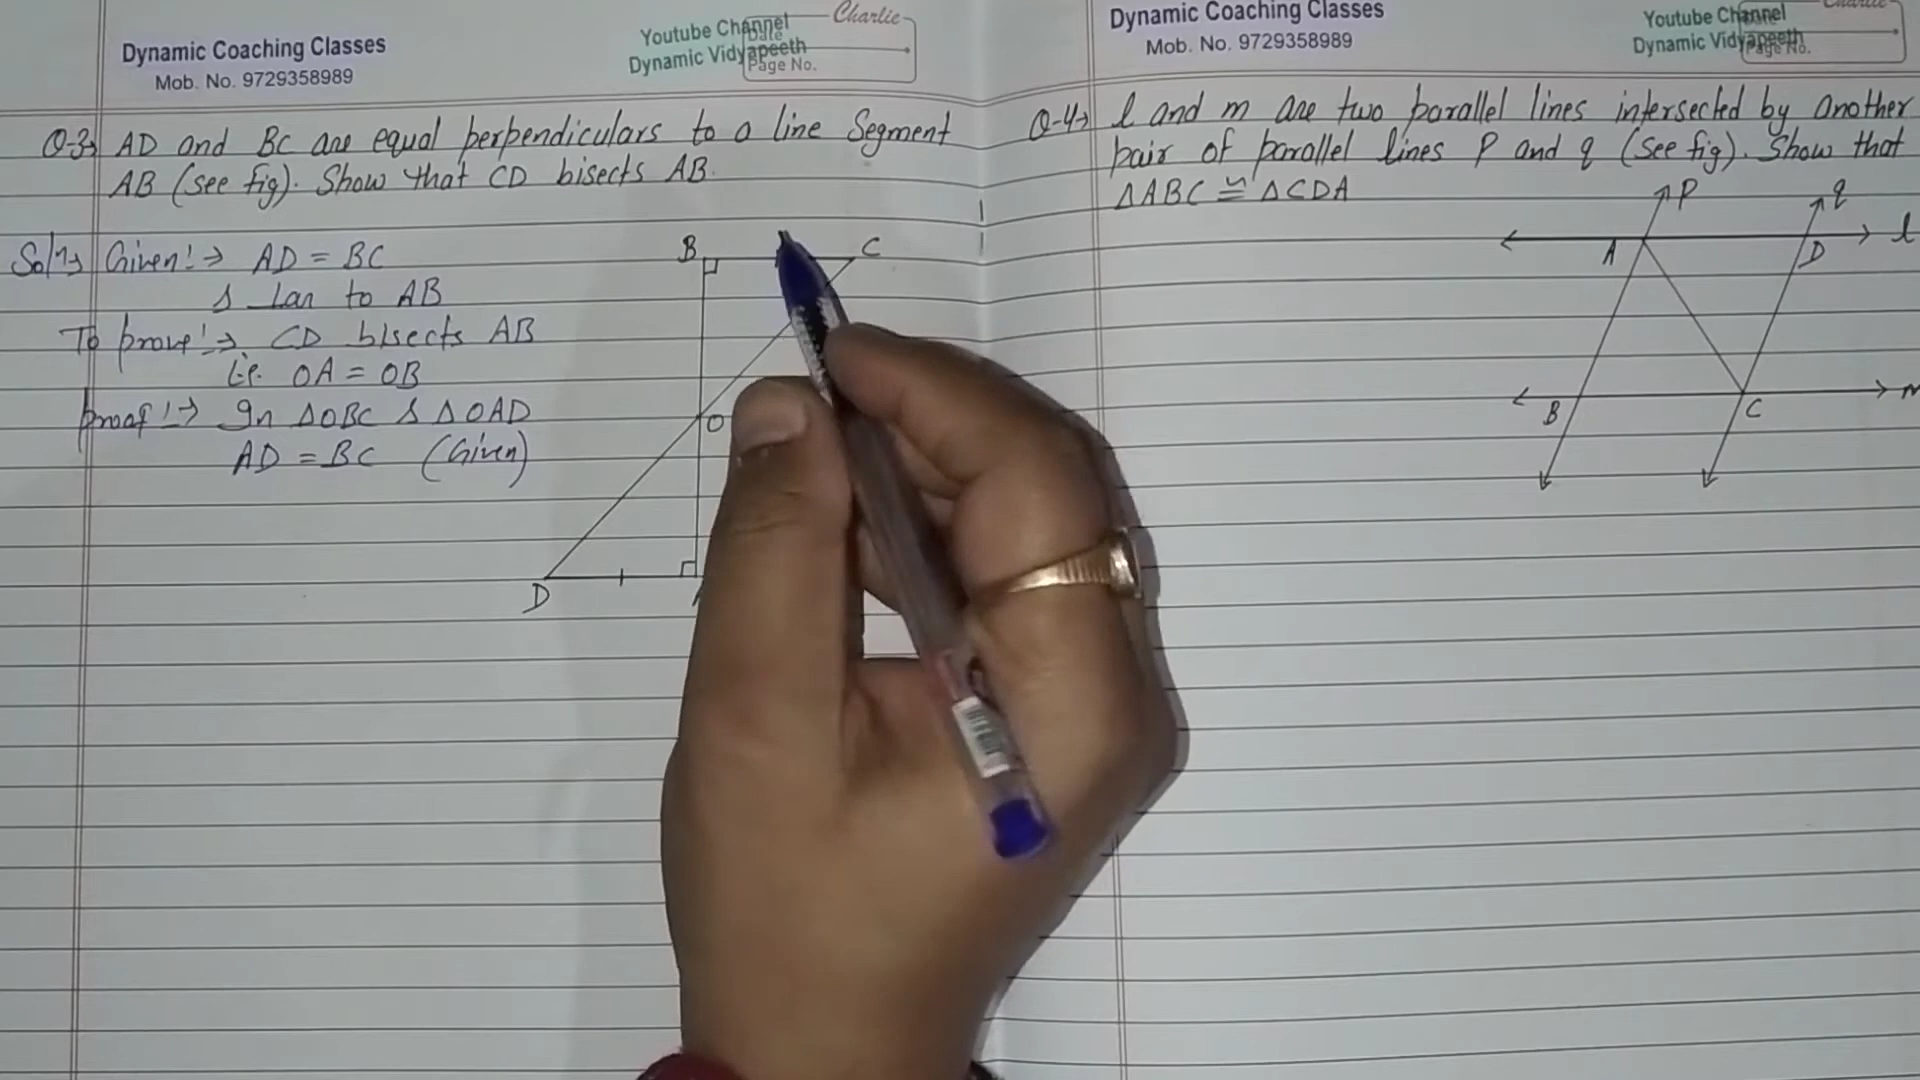 Dynamic Coaching Classes
Mob. No. 9729358989
Youtube Channel
Dynamic Vidyapeeth
Charlie
Date
Page No.
Q-3→ AD and BC are equal perpendiculars to a line Segment
AB (see fig). Show that CD bisects AB.
Soln→ Given:→ AD = BC
to AB
To prove:→ CD bisects AB
i.e. OA = OB
Proof:→ In ΔOBC & ΔOAD
AD = BC (Given)
B
C
O
D
Dynamic Coaching Classes
Mob. No. 9729358989
Youtube Channel
Dynamic Vidyapeeth
Page No.
Q-4→ l and m are two parallel lines intersected by another
pair of parallel lines P and q (See fig). Show that
ΔABC ≅ ΔCDA
P
q
l
A
D
B
C
m